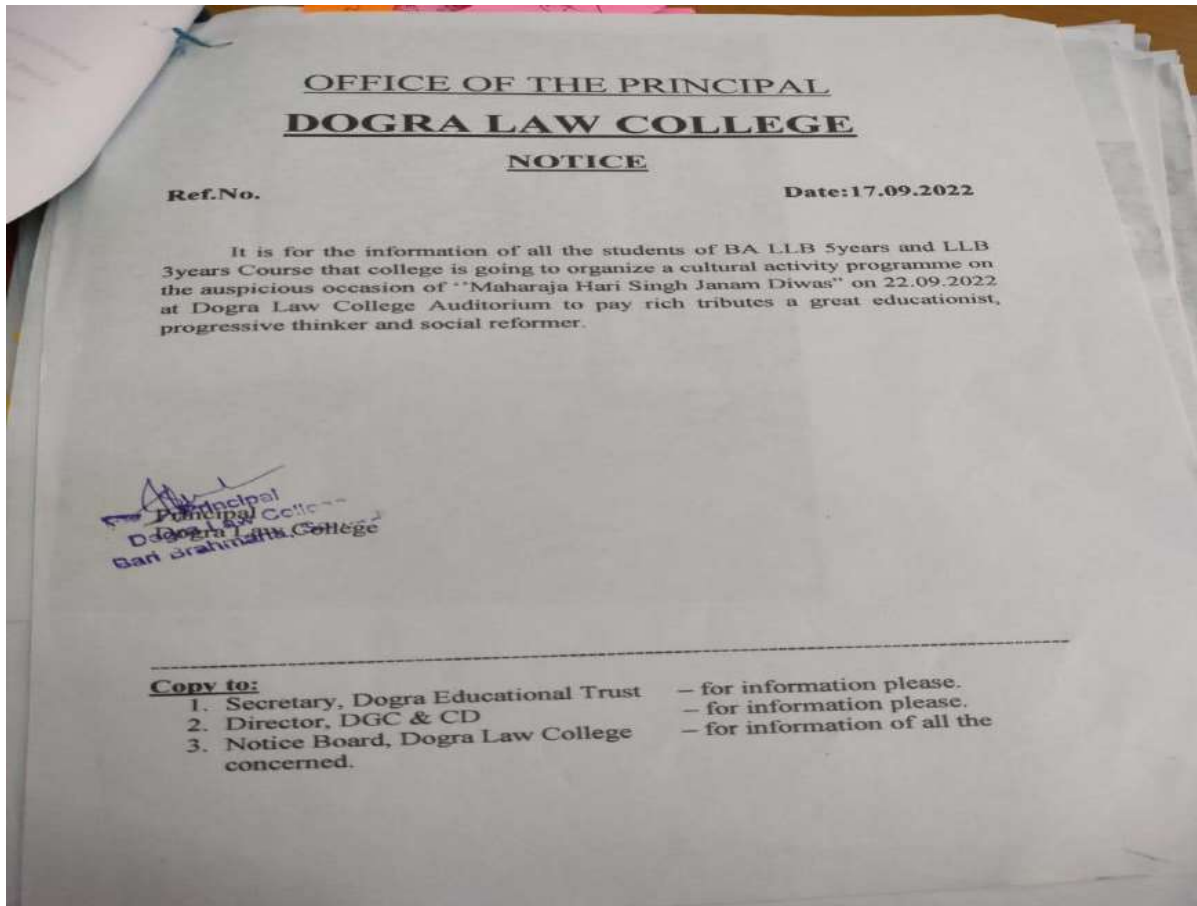 OFFICE OF THE PRINCIPAL
DOGRA LAW COLLEGE
NOTICE
Ref.No. Date:17.09.2022
It is for the information of all the students of BA LLB 5years and LLB
3years Course that college is going to organize a cultural activity programme on
the auspicious occasion of ‘‘Maharaja Hari Singh Janam Diwas” on 22.09.2022
at Dogra Law College Auditorium to pay rich tributes a great educationist,
progressive thinker and social reformer.
Principal
Principal
Dogra Law College
Bari Brahmana,
Copy to:
1. Secretary, Dogra Educational Trust – for information please.
2. Director, DGC & CD – for information please.
3. Notice Board, Dogra Law College – for information of all the
concerned.